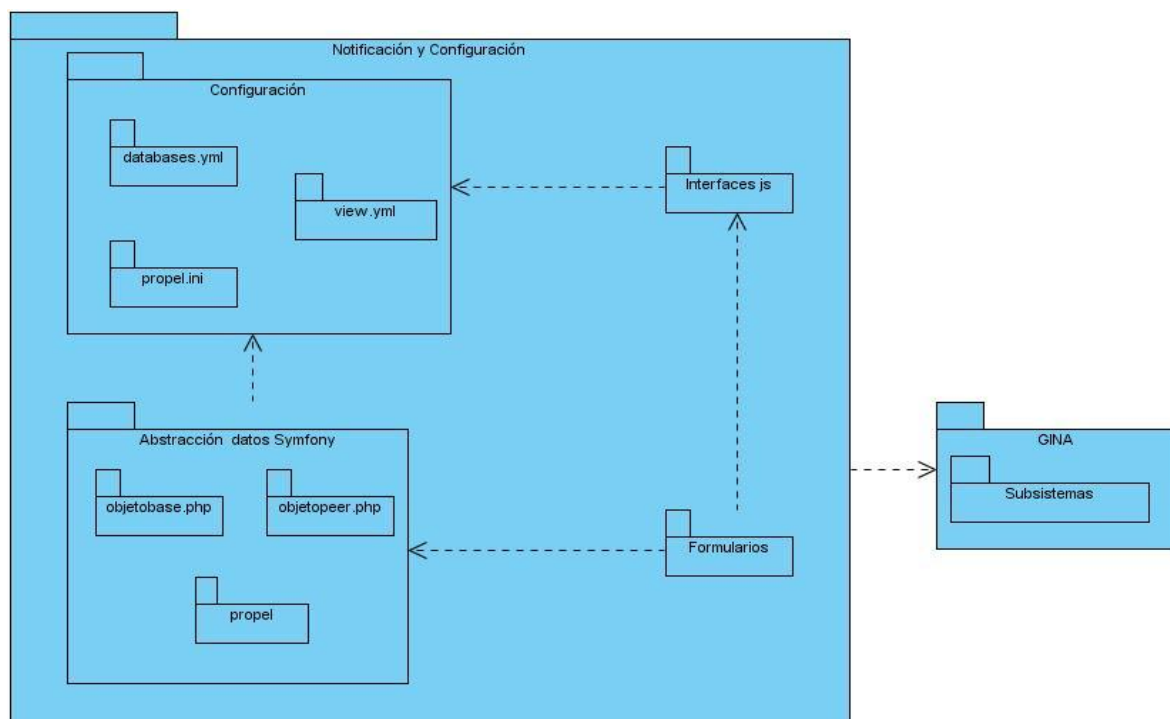 Notificación y Configuración
Configuración
databases.yml
view.yml
propel.ini
Interfaces js
Abstracción datos Symfony
objetobase.php
objetopeer.php
propel
Formularios
GINA
Subsistemas